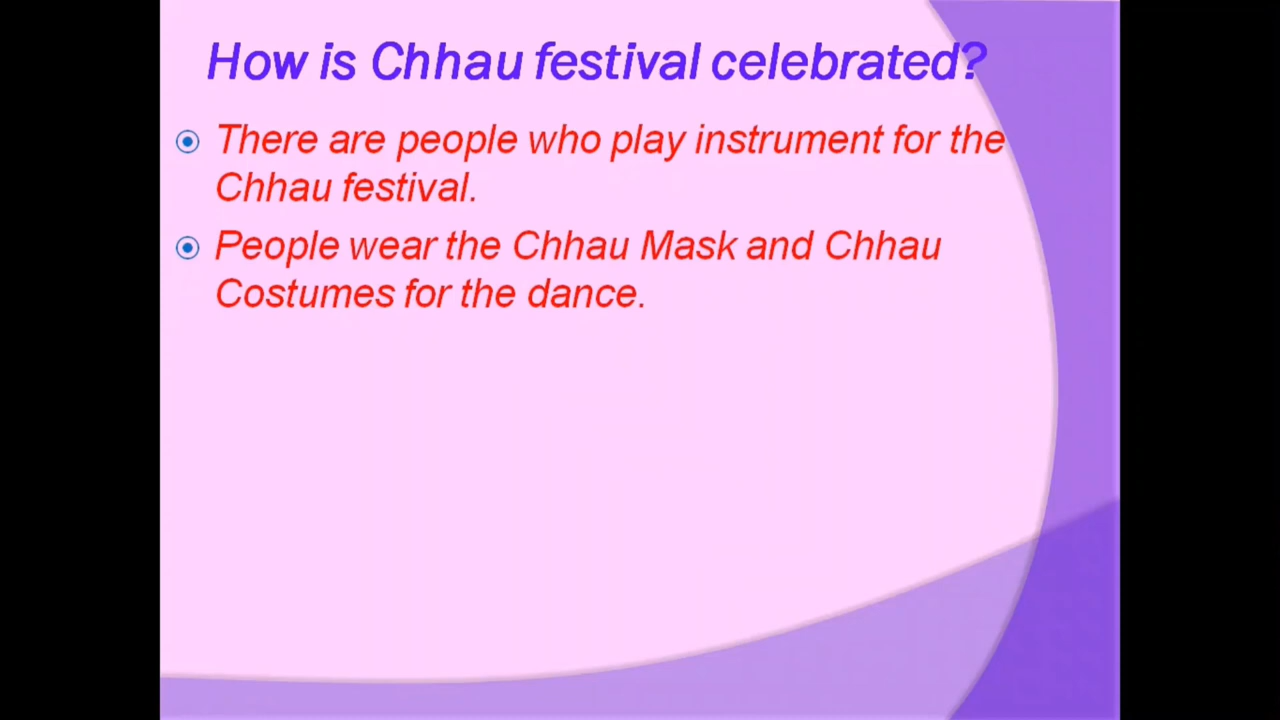 How is Chhau festival celebrated?
There are people who play instrument for the
Chhau festival.
People wear the Chhau Mask and Chhau
Costumes for the dance.